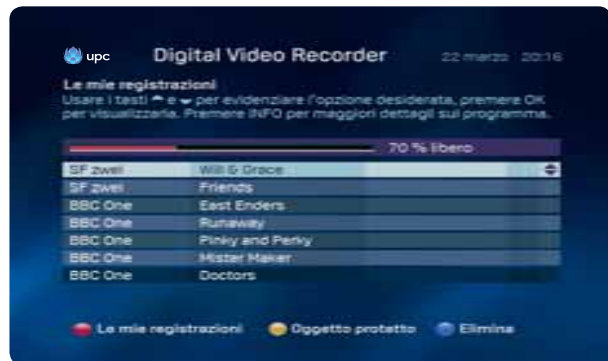 upc Digital Video Recorder 22 marzo 20:16
Le mie registrazioni
Usare i testi e per evidenziare l'opzione desiderata, premere OK
per visualizzarla. Premere INFO per maggiori dettagli sul programma.
70 % libero
SF zwei Will & Grace
SF zwei Friends
BBC One East Enders
BBC One Runaway
BBC One Pinky and Perky
BBC One Mister Maker
BBC One Doctors
Le mie registrazioni Oggetto protetto Elimina